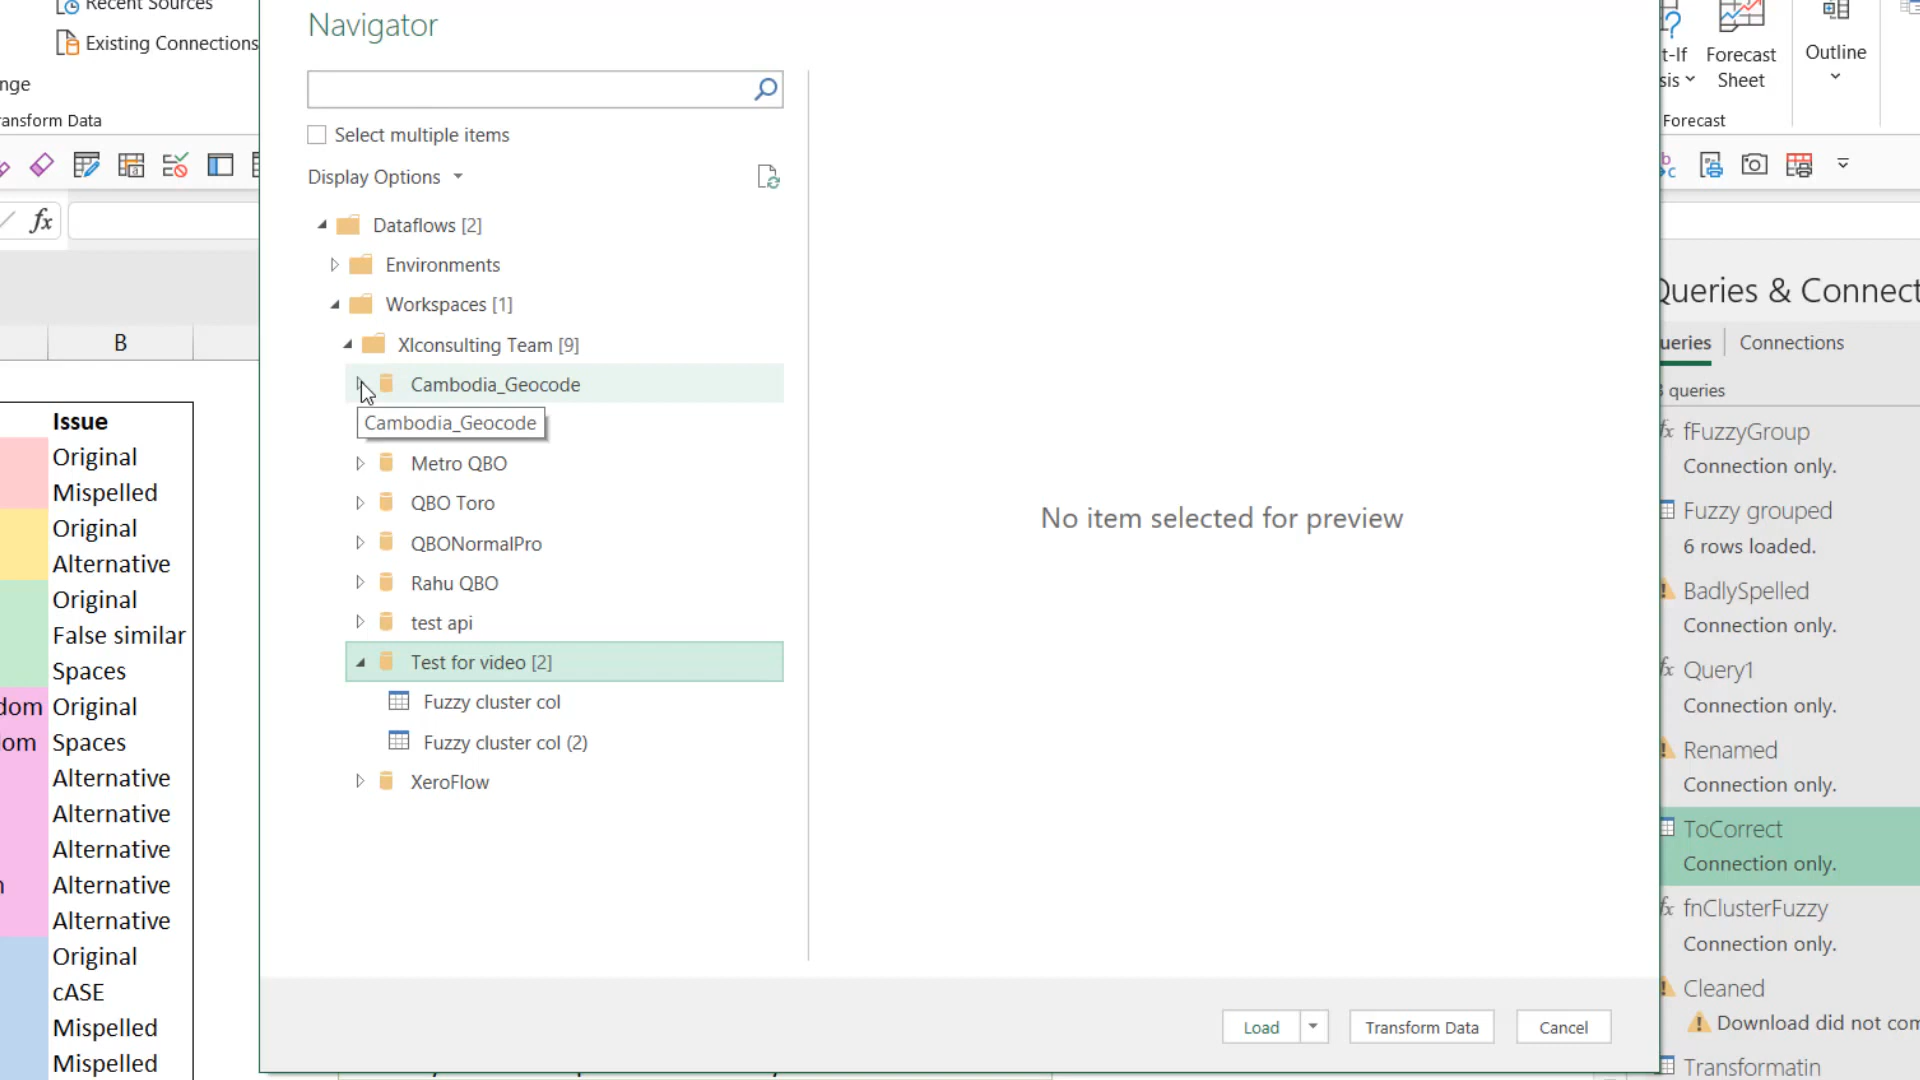 Recent Sources
Existing Connections
nge
ansform Data
fx
B
Issue
Original
Mispelled
Original
Alternative
Original
False similar
Spaces
dom Original
om Spaces
Alternative
Alternative
Alternative
Alternative
Alternative
Original
cASE
Mispelled
Mispelled
Navigator
Select multiple items
Display Options
Dataflows [2]
Environments
Workspaces [1]
Xlconsulting Team [9]
Cambodia_Geocode
Cambodia_Geocode
Metro QBO
QBO Toro
QBONormalPro
Rahu QBO
test api
Test for video [2]
Fuzzy cluster col
Fuzzy cluster col (2)
XeroFlow
No item selected for preview
Load
Transform Data
Cancel
t-If
sis
Forecast
Sheet
Outline
Forecast
Queries & Connect
ueries
Connections
queries
fx fFuzzyGroup
Connection only.
Fuzzy grouped
6 rows loaded.
BadlySpelled
Connection only.
fx Query1
Connection only.
Renamed
Connection only.
ToCorrect
Connection only.
fx fnClusterFuzzy
Connection only.
Cleaned
Download did not com
Transformatin